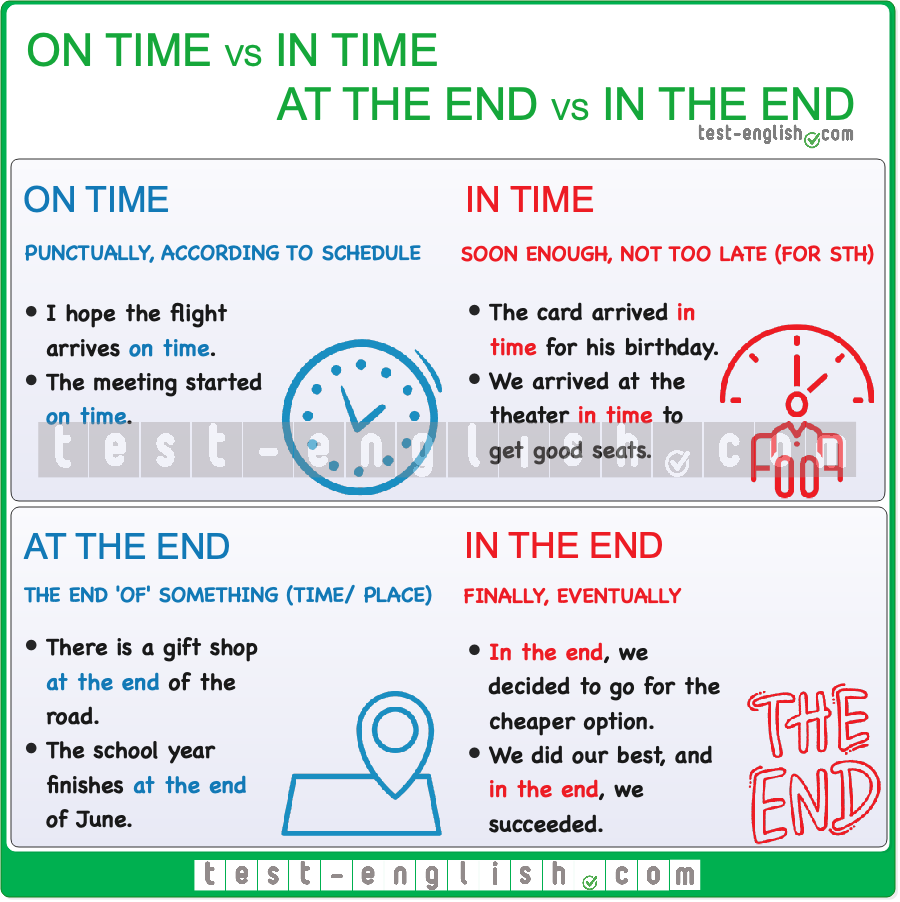 ON TIME vs IN TIME
AT THE END vs IN THE END
test-english.com
ON TIME
PUNCTUALLY, ACCORDING TO SCHEDULE
• I hope the flight
arrives on time.
• The meeting started
on time.
IN TIME
SOON ENOUGH, NOT TOO LATE (FOR STH)
• The card arrived in
time for his birthday.
• We arrived at the
theater in time to
get good seats.
test-english.com
AT THE END
THE END 'OF' SOMETHING (TIME/ PLACE)
• There is a gift shop
at the end of the
road.
• The school year
finishes at the end
of June.
IN THE END
FINALLY, EVENTUALLY
• In the end, we
decided to go for the
cheaper option.
• We did our best, and
in the end, we
succeeded.
THE
END
test-english.com